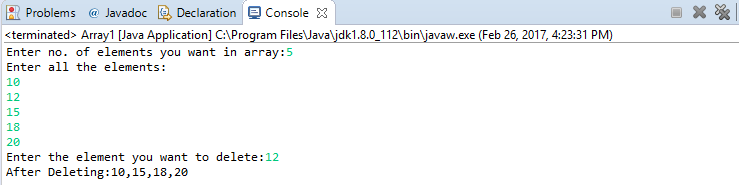 Problems @ Javadoc Declaration Console
<terminated> Array1 [Java Application] C:\Program Files\Java\jdk1.8.0_112\bin\javaw.exe (Feb 26, 2017, 4:23:31 PM)
Enter no. of elements you want in array:5
Enter all the elements:
10
12
15
18
20
Enter the element you want to delete:12
After Deleting:10,15,18,20